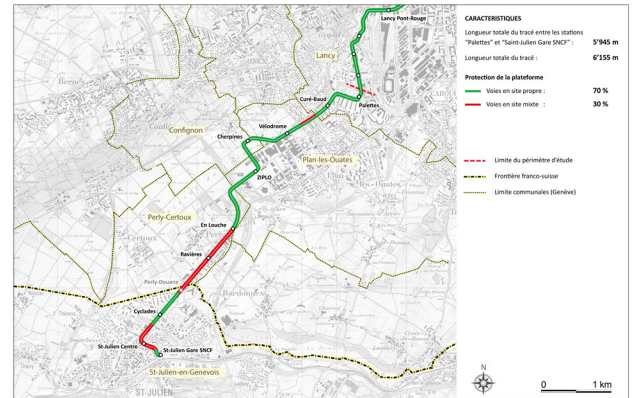 Lancy Pont-Rouge
Lancy
Palettes
Curé-Baud
Vélodrome
Confignon
Cherpines
Plan-les-Ouates
ZIPLO
Perly-Certoux
En Louche
CERTOUX
Ravières
Perly-Douane
Bardonnex
Cyclades
St-Julien Centre
St-Julien Gare SNCF
St-Julien-en-Genevois
ST-JULIEN
CARACTERISTIQUES
Longueur totale du tracé entre les stations
"Palettes" et "Saint-Julien Gare SNCF" : 5'945 m
Longueur totale du tracé : 6'155 m
Protection de la plateforme
Voies en site propre : 70 %
Voies en site mixte : 30 %
Limite du périmètre d'étude
Frontière franco-suisse
Limite communales (Genève)
N
0 1 km